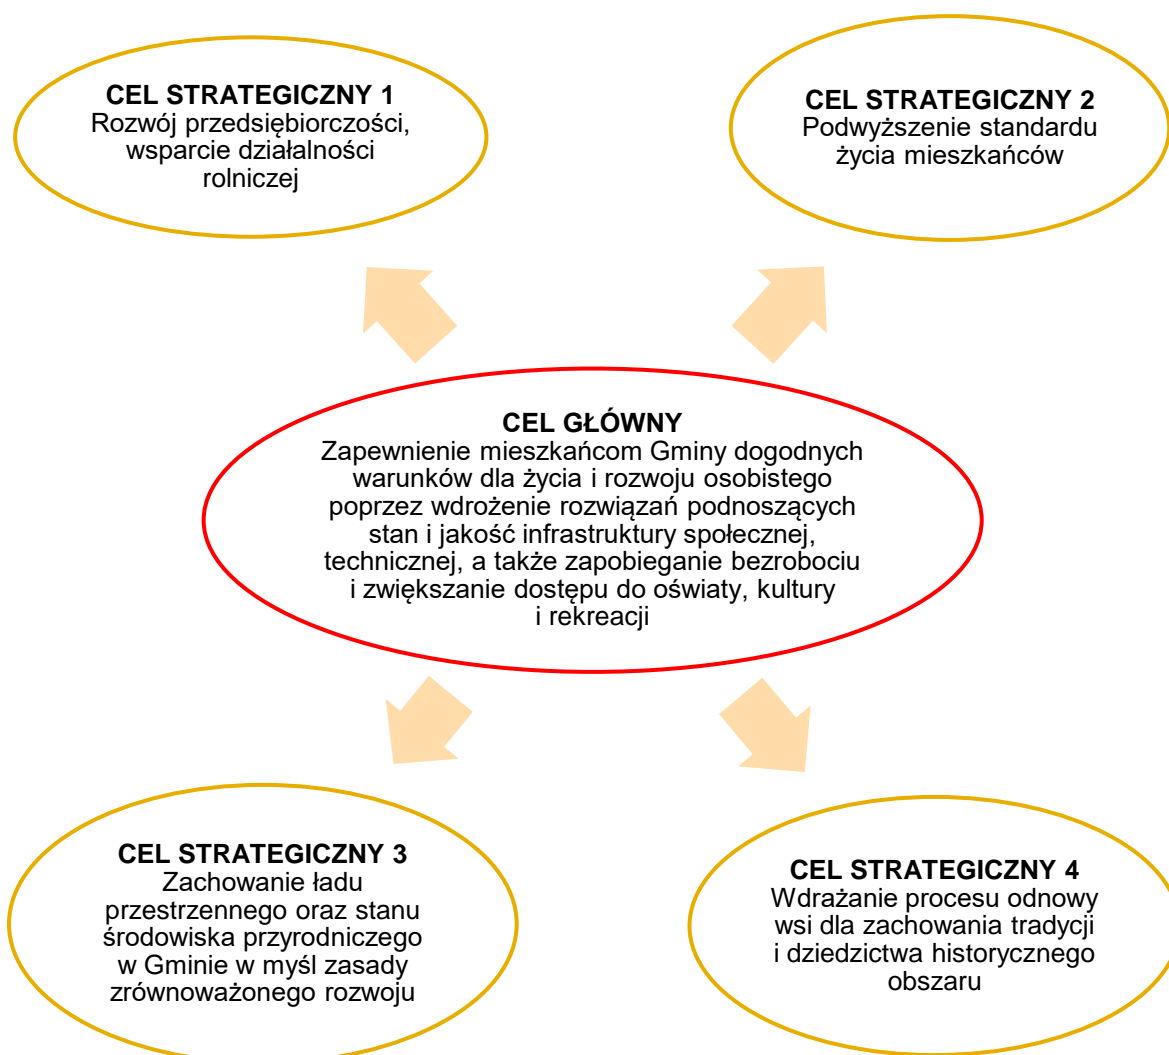 CEL STRATEGICZNY 1
Rozwój przedsiębiorczości,
wsparcie działalności
rolniczej
CEL STRATEGICZNY 2
Podwyższenie standardu
życia mieszkańców
CEL GŁÓWNY
Zapewnienie mieszkańcom Gminy dogodnych
warunków dla życia i rozwoju osobistego
poprzez wdrożenie rozwiązań podnoszących
stan i jakość infrastruktury społecznej,
technicznej, a także zapobieganie bezrobociu
i zwiększanie dostępu do oświaty, kultury
i rekreacji
CEL STRATEGICZNY 3
Zachowanie ładu
przestrzennego oraz stanu
środowiska przyrodniczego
w Gminie w myśl zasady
zrównoważonego rozwoju
CEL STRATEGICZNY 4
Wdrażanie procesu odnowy
wsi dla zachowania tradycji
i dziedzictwa historycznego
obszaru